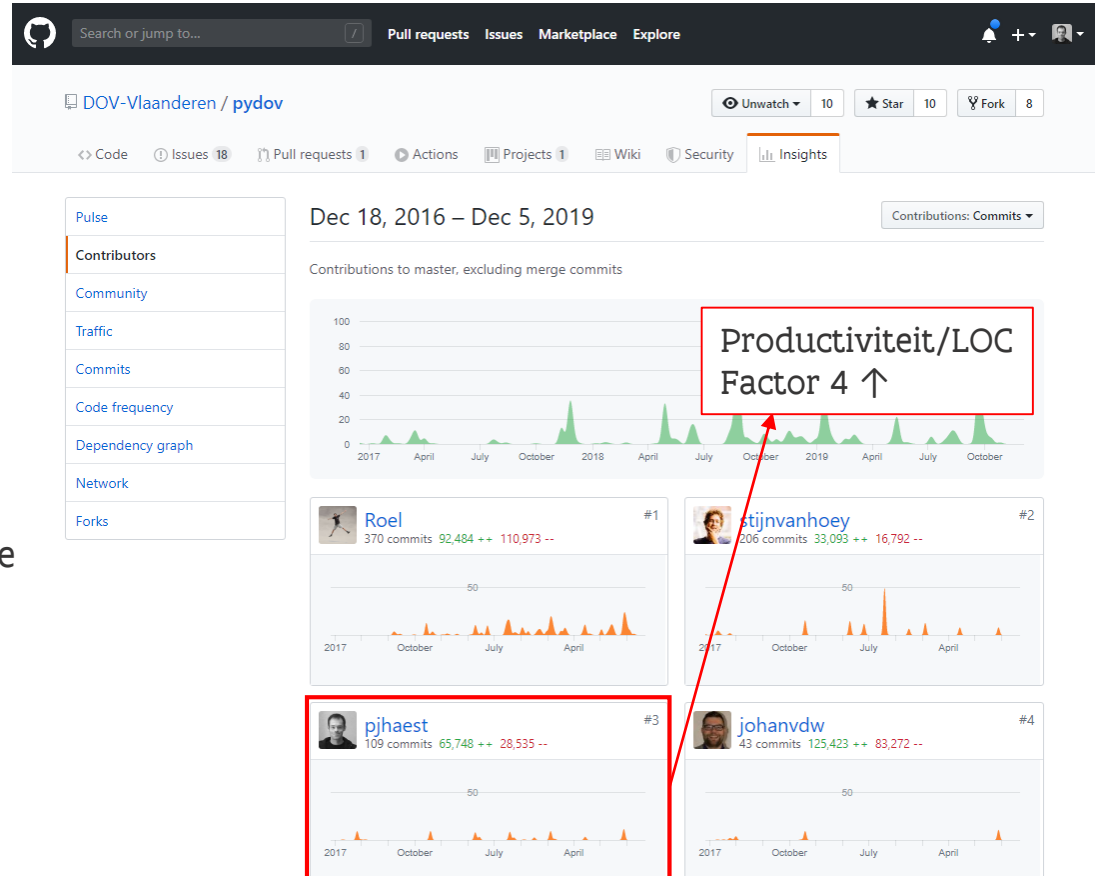 Search or jump to... /
Pull requests Issues Marketplace Explore
DOV-Vlaanderen / pydov
Unwatch 10 Star 10 Fork 8
Code Issues 18 Pull requests 1 Actions Projects 1 Wiki Security Insights
Pulse
Contributors
Community
Traffic
Commits
Code frequency
Dependency graph
Network
Forks
e
Dec 18, 2016 – Dec 5, 2019
Contributions: Commits
Contributions to master, excluding merge commits
100
80
60
40
20
0
2017 April July October 2018 April July October 2019 April July October
Productiviteit/LOC
Factor 4 ↑
Roel #1
370 commits 92,484 ++ 110,973 --
50
2017 October July April
stijnvanhoey #2
206 commits 33,093 ++ 16,792 --
50
2017 October July April
pjhaest #3
109 commits 65,748 ++ 28,535 --
50
2017 October July April
johanvdw #4
43 commits 125,423 ++ 83,272 --
50
2017 October July April